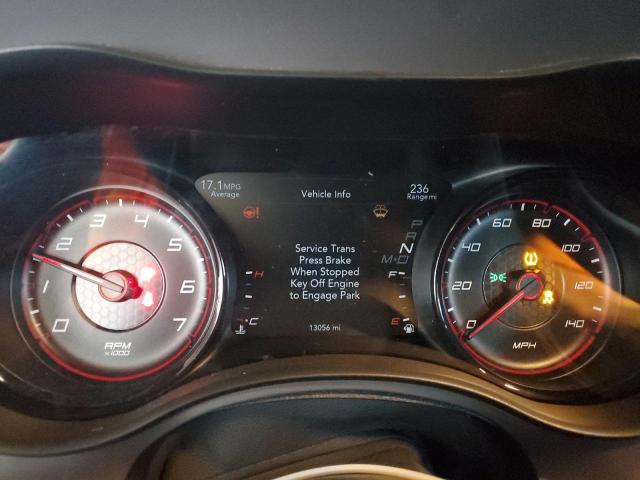 17.1 MPG
Average
Vehicle Info
236
Range mi
Service Trans
Press Brake
When Stopped
Key Off Engine
to Engage Park
P
R
N
M•D
H
C
F
E
13056 mi
0
1
2
3
4
5
6
7
RPM
x1000
0
20
40
60
80
100
120
140
MPH